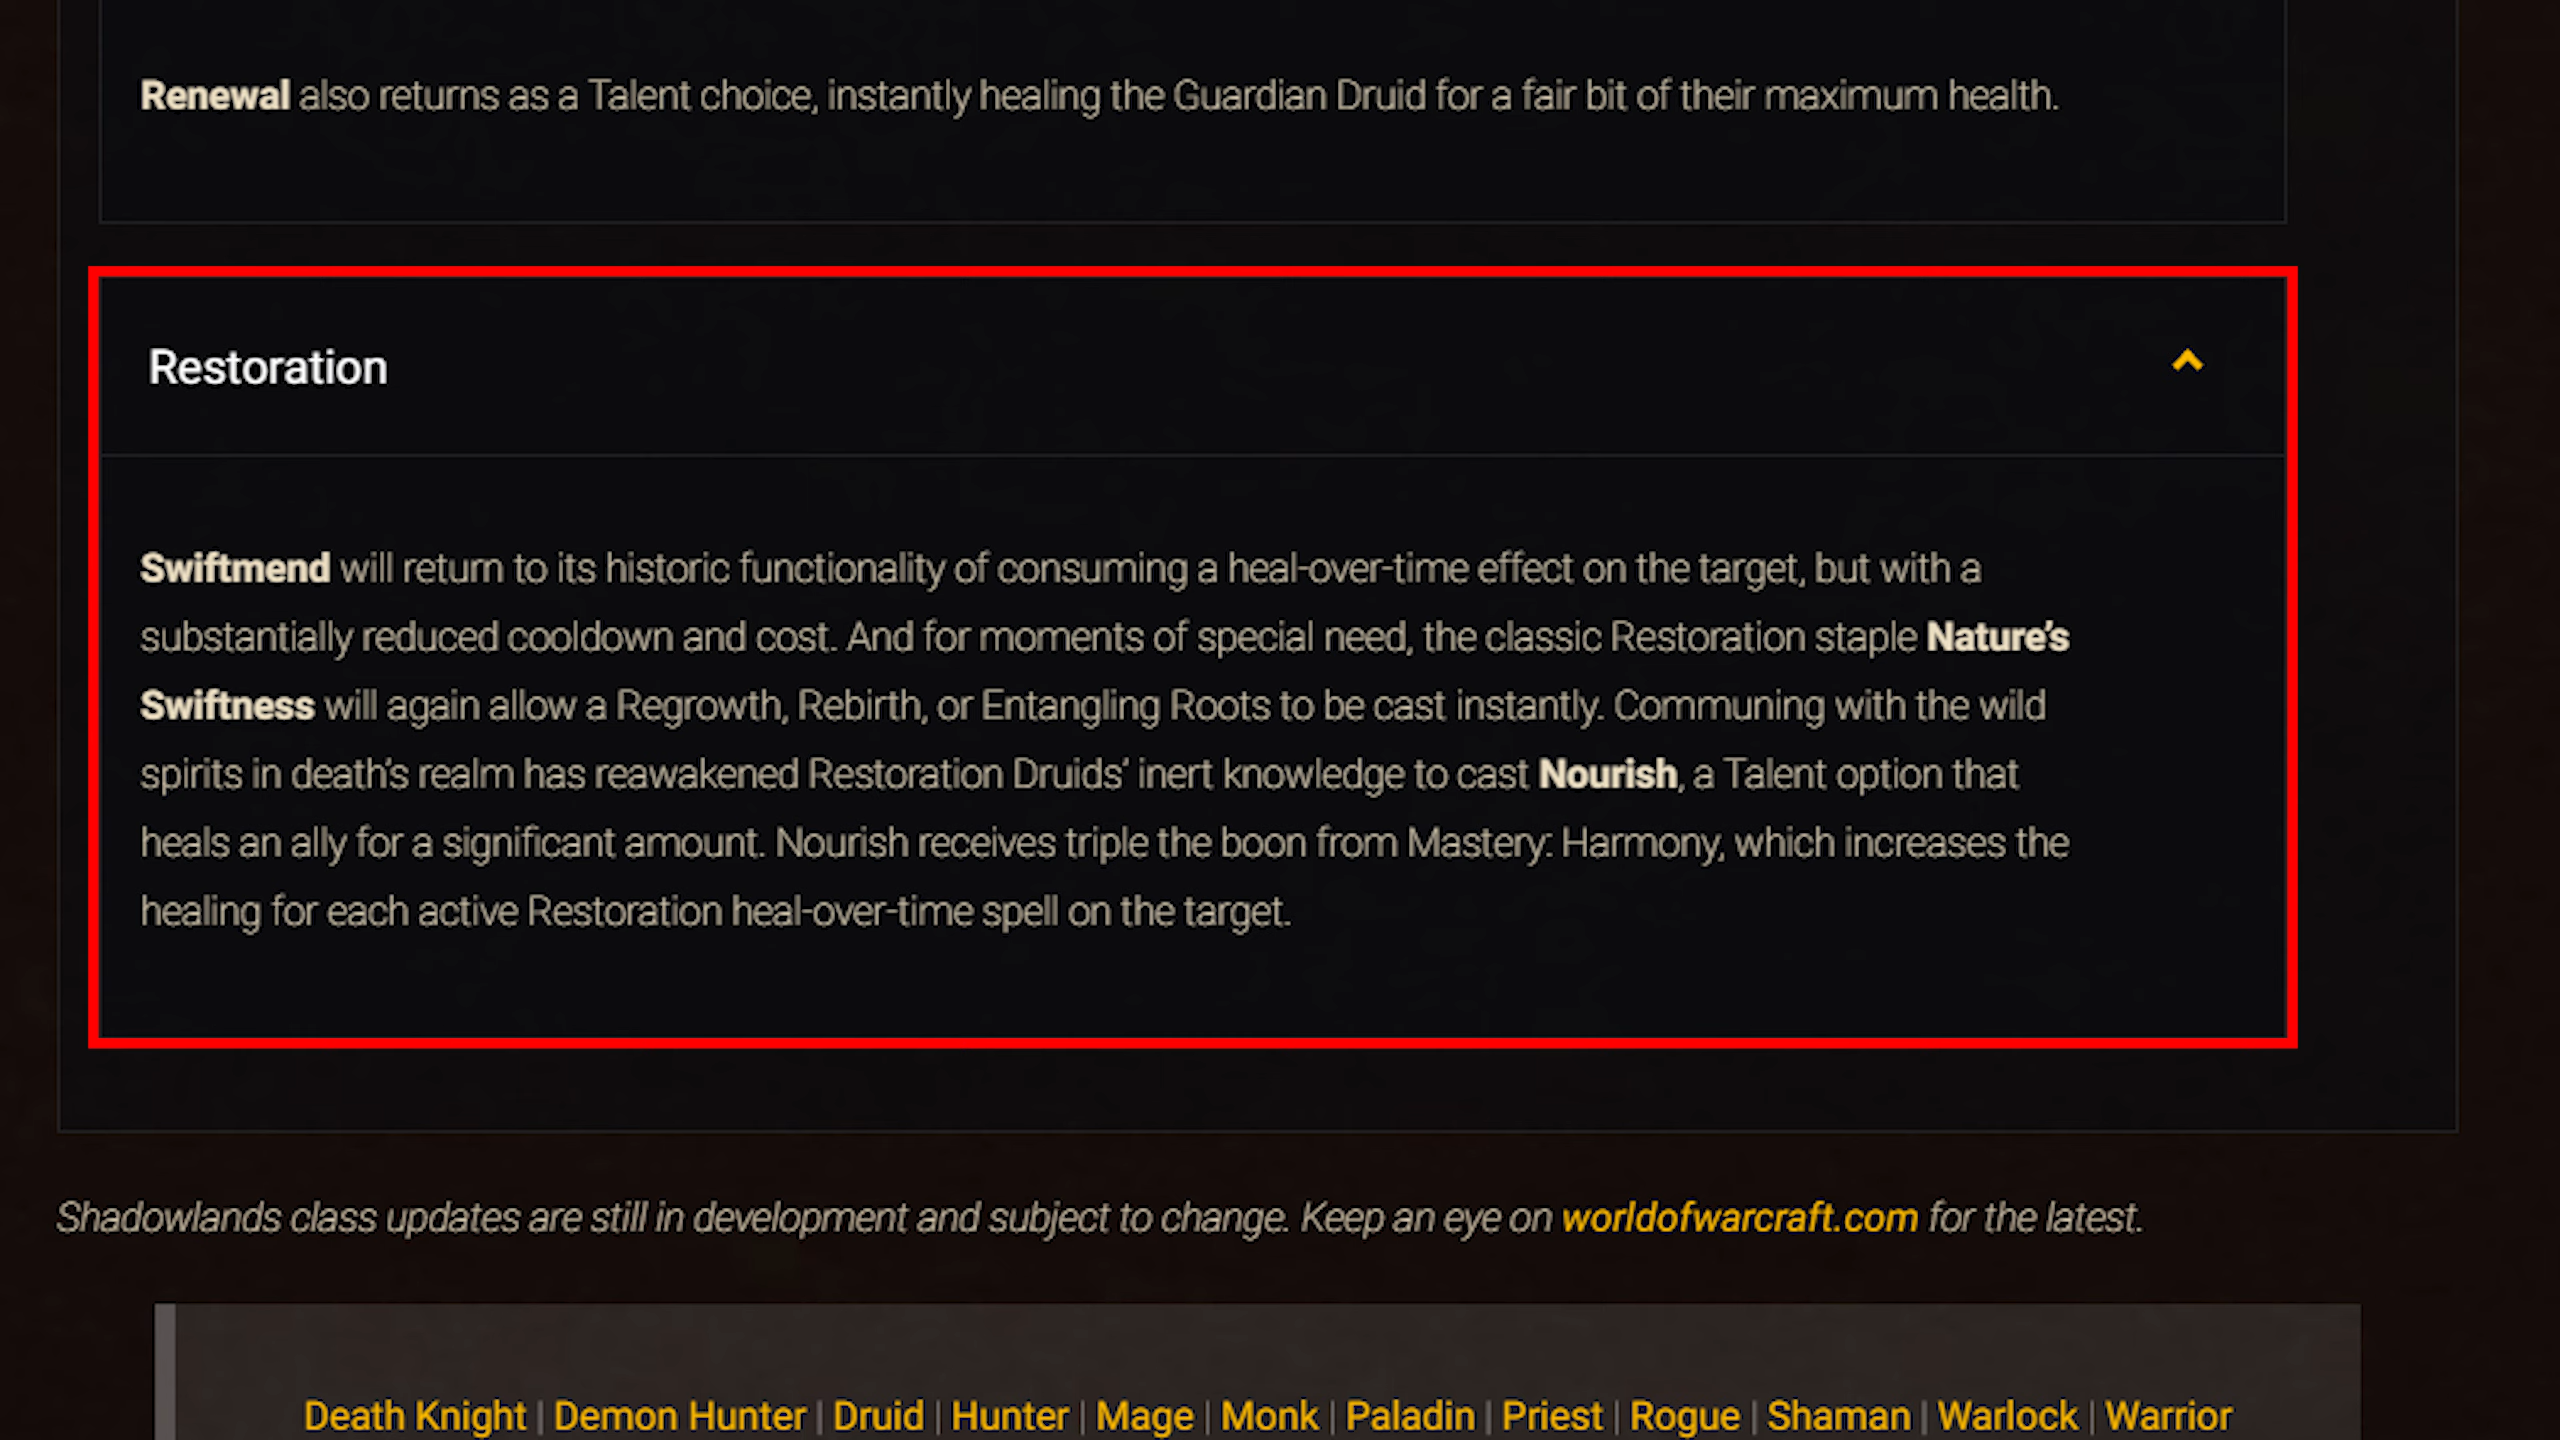 Renewal also returns as a Talent choice, instantly healing the Guardian Druid for a fair bit of their maximum health.
Restoration
Swiftmend will return to its historic functionality of consuming a heal-over-time effect on the target, but with a
substantially reduced cooldown and cost. And for moments of special need, the classic Restoration staple Nature’s
Swiftness will again allow a Regrowth, Rebirth, or Entangling Roots to be cast instantly. Communing with the wild
spirits in death’s realm has reawakened Restoration Druids’ inert knowledge to cast Nourish, a Talent option that
heals an ally for a significant amount. Nourish receives triple the boon from Mastery: Harmony, which increases the
healing for each active Restoration heal-over-time spell on the target.
Shadowlands class updates are still in development and subject to change. Keep an eye on worldofwarcraft.com for the latest.
Death Knight | Demon Hunter | Druid | Hunter | Mage | Monk | Paladin | Priest | Rogue | Shaman | Warlock | Warrior